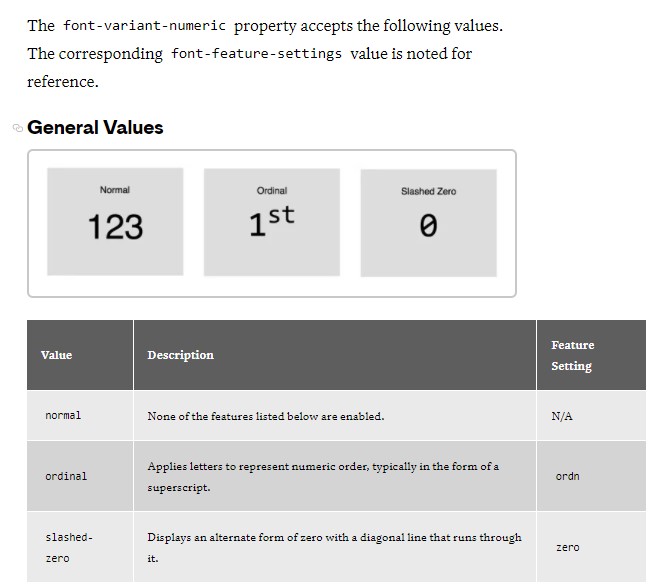 The font-variant-numeric property accepts the following values.
The corresponding font-feature-settings value is noted for
reference.
General Values
Normal
123
Ordinal
1st
Slashed Zero
0
Value
Description
Feature
Setting
normal
None of the features listed below are enabled.
N/A
ordinal
Applies letters to represent numeric order, typically in the form of a
superscript.
ordn
slashed-
zero
Displays an alternate form of zero with a diagonal line that runs through
it.
zero